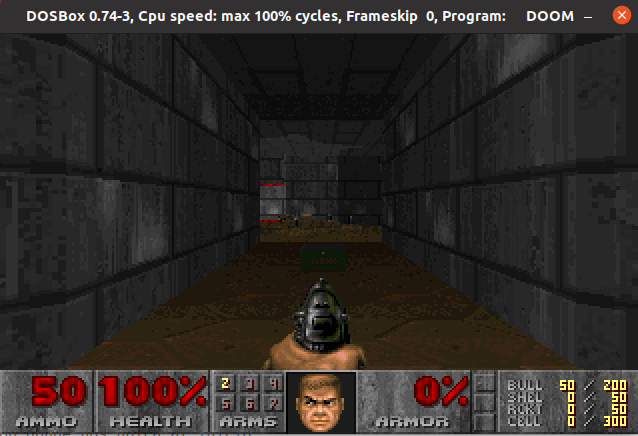 DOSBox 0.74-3, Cpu speed: max 100% cycles, Frameskip 0, Program: DOOM
50 100% 2 3 4 0% BULL 50 / 200
SHEL 0 / 50
5 6 7 RCKT 0 / 50
AMMO HEALTH ARMS ARMOR CELL 0 / 300